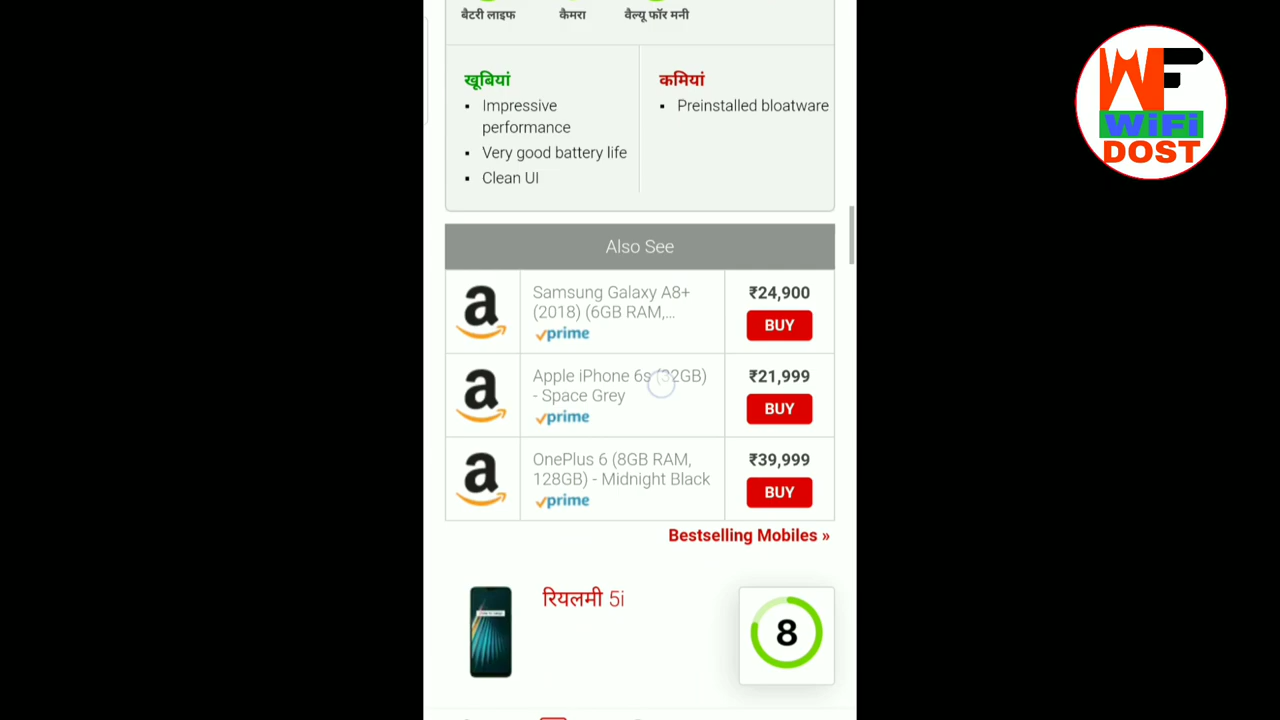 बैटरी लाइफ कैमरा वैल्यू फॉर मनी
खूबियां
▪ Impressive
performance
▪ Very good battery life
▪ Clean UI
कमियां
▪ Preinstalled bloatware
Also See
Samsung Galaxy A8+
(2018) (6GB RAM,...
prime
₹24,900
BUY
Apple iPhone 6s (32GB)
- Space Grey
prime
₹21,999
BUY
OnePlus 6 (8GB RAM,
128GB) - Midnight Black
prime
₹39,999
BUY
Bestselling Mobiles »
रियलमी 5i
8
WF
WiFi
DOST